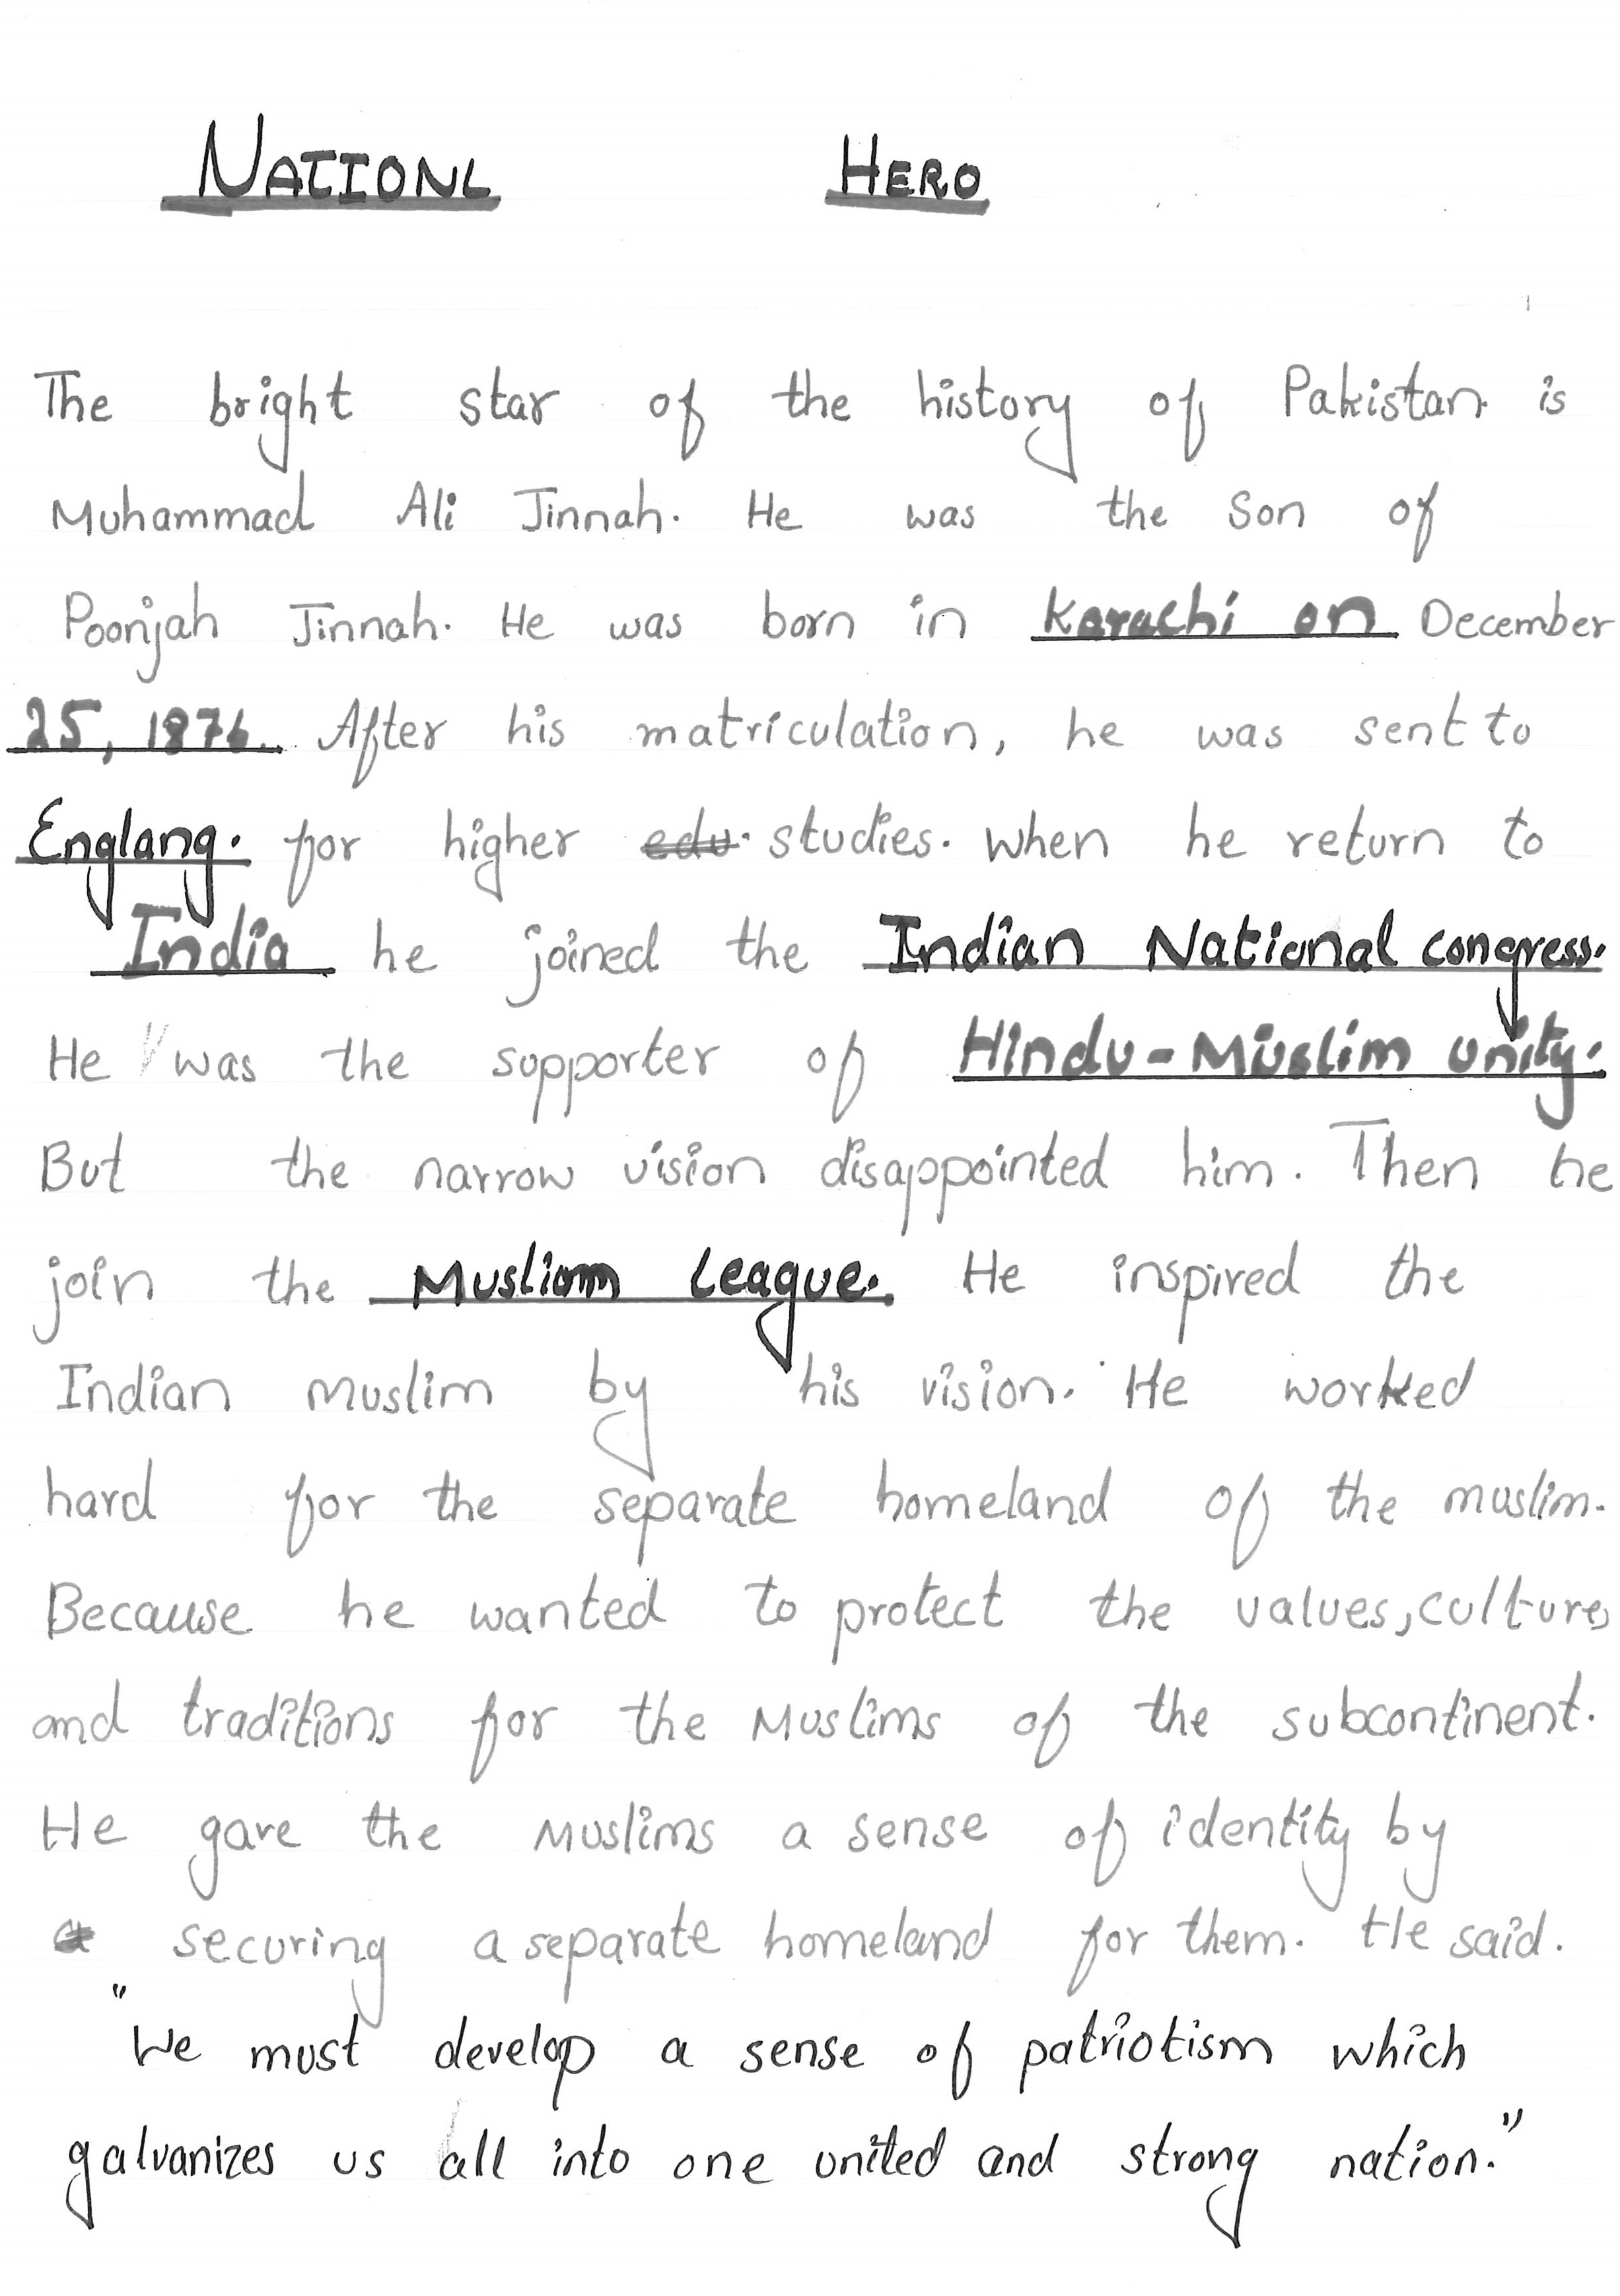 NATIONL HERO
The bright star of the history of Pakistan is
Muhammad Ali Jinnah. He was the son of
Poonjah Jinnah. He was born in Karachi on December
25, 1876. After his matriculation, he was sent to
Englang. for higher edu. studies. when he return to
India he joined the Indian National congress.
He was the supporter of Hindu-Muslim unity.
But the narrow vision disappointed him. Then he
join the Musliom league. He inspired the
Indian muslim by his vision. He worked
hard for the separate homeland of the muslim.
Because he wanted to protect the values, culture,
and traditions for the Muslims of the subcontinent.
He gave the Muslims a sense of identity by
securing a separate homeland for them. He said.
"We must develop a sense of patriotism which
galvanizes us all into one united and strong nation."